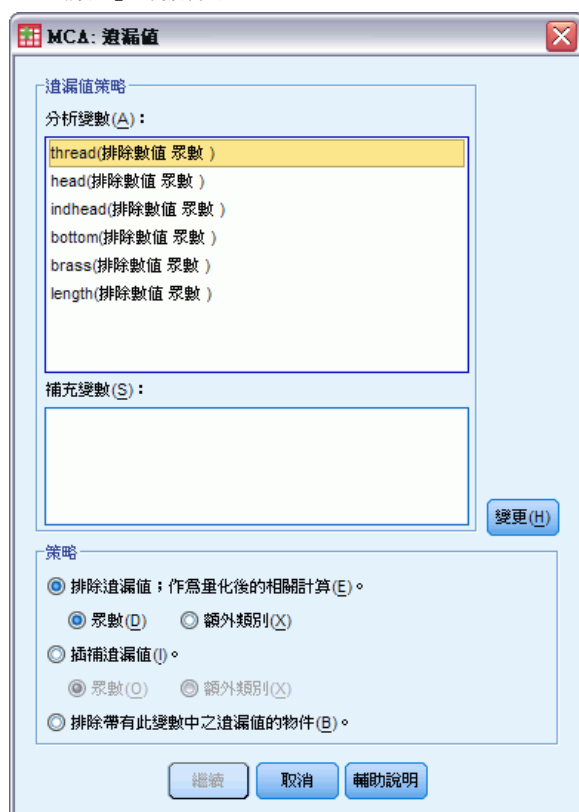 MCA: 遺漏值
遺漏值策略
分析變數(A)：
thread(排除數值 眾數 )
head(排除數值 眾數 )
indhead(排除數值 眾數 )
bottom(排除數值 眾數 )
brass(排除數值 眾數 )
length(排除數值 眾數 )
補充變數(S)：
變更(H)
策略
排除遺漏值；作為量化後的相關計算(E)。
眾數(D) 額外類別(X)
插補遺漏值(I)。
眾數(O) 額外類別(X)
排除帶有此變數中之遺漏值的物件(B)。
繼續 取消 輔助說明